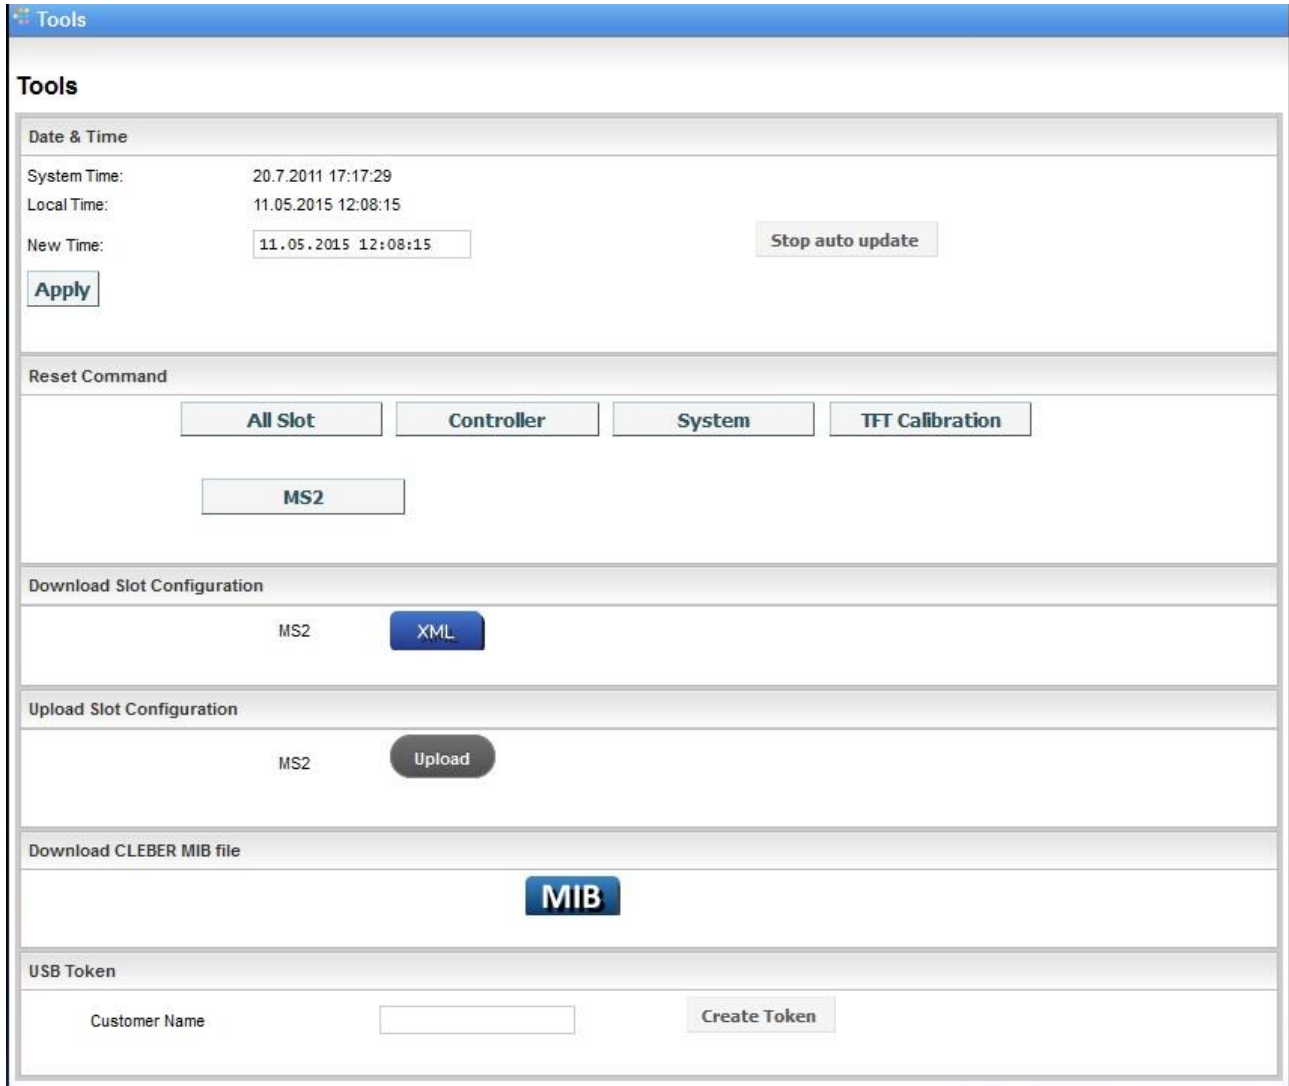 Tools
Tools
Date & Time
System Time: 20.7.2011 17:17:29
Local Time: 11.05.2015 12:08:15
New Time: 11.05.2015 12:08:15 Stop auto update
Apply
Reset Command
All Slot Controller System TFT Calibration
MS2
Download Slot Configuration
MS2 XML
Upload Slot Configuration
MS2 Upload
Download CLEBER MIB file
MIB
USB Token
Customer Name Create Token